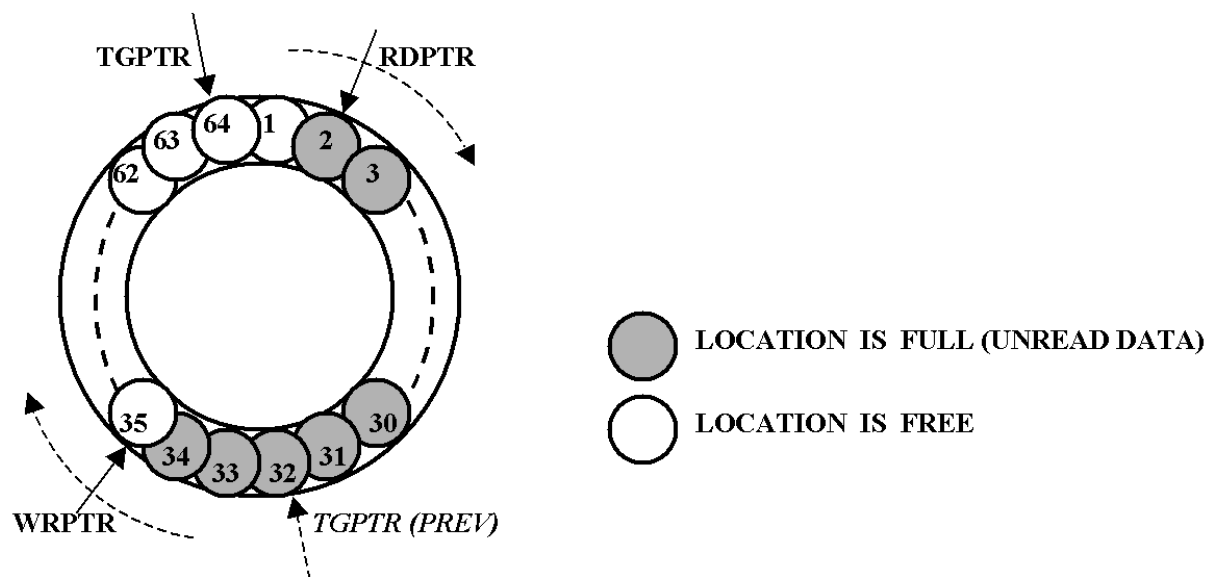 TGPTR
RDPTR
64
1
63
2
62
3
LOCATION IS FULL (UNREAD DATA)
LOCATION IS FREE
35
30
34
33
32
31
WRPTR
TGPTR (PREV)